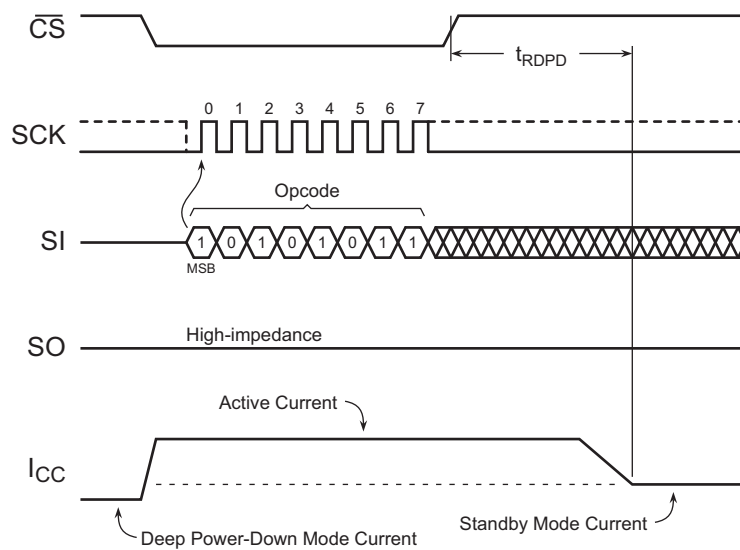 CS
tRDPD
SCK
0 1 2 3 4 5 6 7
Opcode
SI
1 0 1 0 1 0 1 1
MSB
SO
High-impedance
Active Current
ICC
Standby Mode Current
Deep Power-Down Mode Current